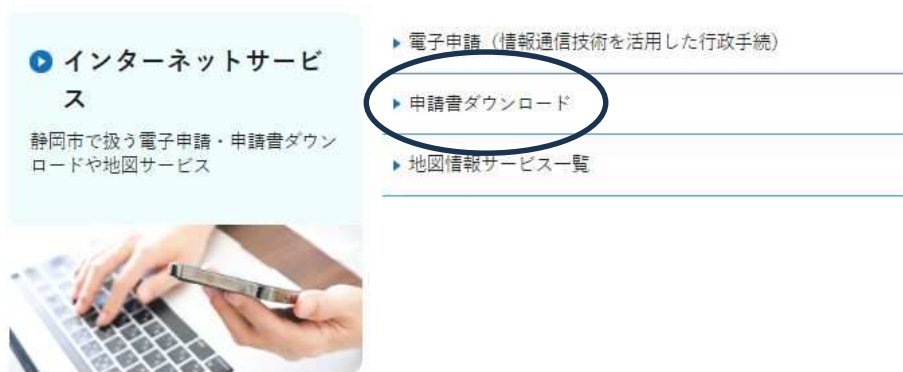 インターネットサービ
ス
静岡市で扱う電子申請・申請書ダウン
ロードや地図サービス
電子申請（情報通信技術を活用した行政手続）
申請書ダウンロード
地図情報サービス一覧